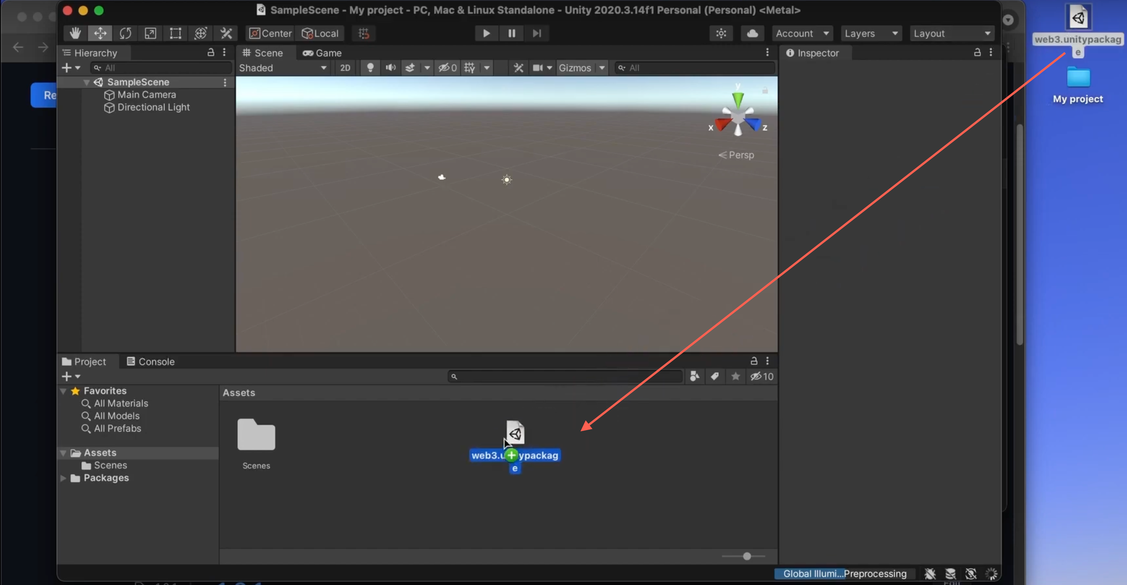 SampleScene - My project - PC, Mac & Linux Standalone - Unity 2020.3.14f1 Personal (Personal) <Metal>
web3.unitypackag
e
My project
Center
Local
Account
Layers
Layout
Hierarchy
Scene
Game
Inspector
All
Shaded
2D
0
Gizmos
All
SampleScene
Main Camera
Directional Light
y
x
z
Persp
Re
Project
Console
10
Favorites
All Materials
All Models
All Prefabs
Assets
Scenes
Packages
Assets
Scenes
web3.u typackag
e
Global Illumi...Preprocessing